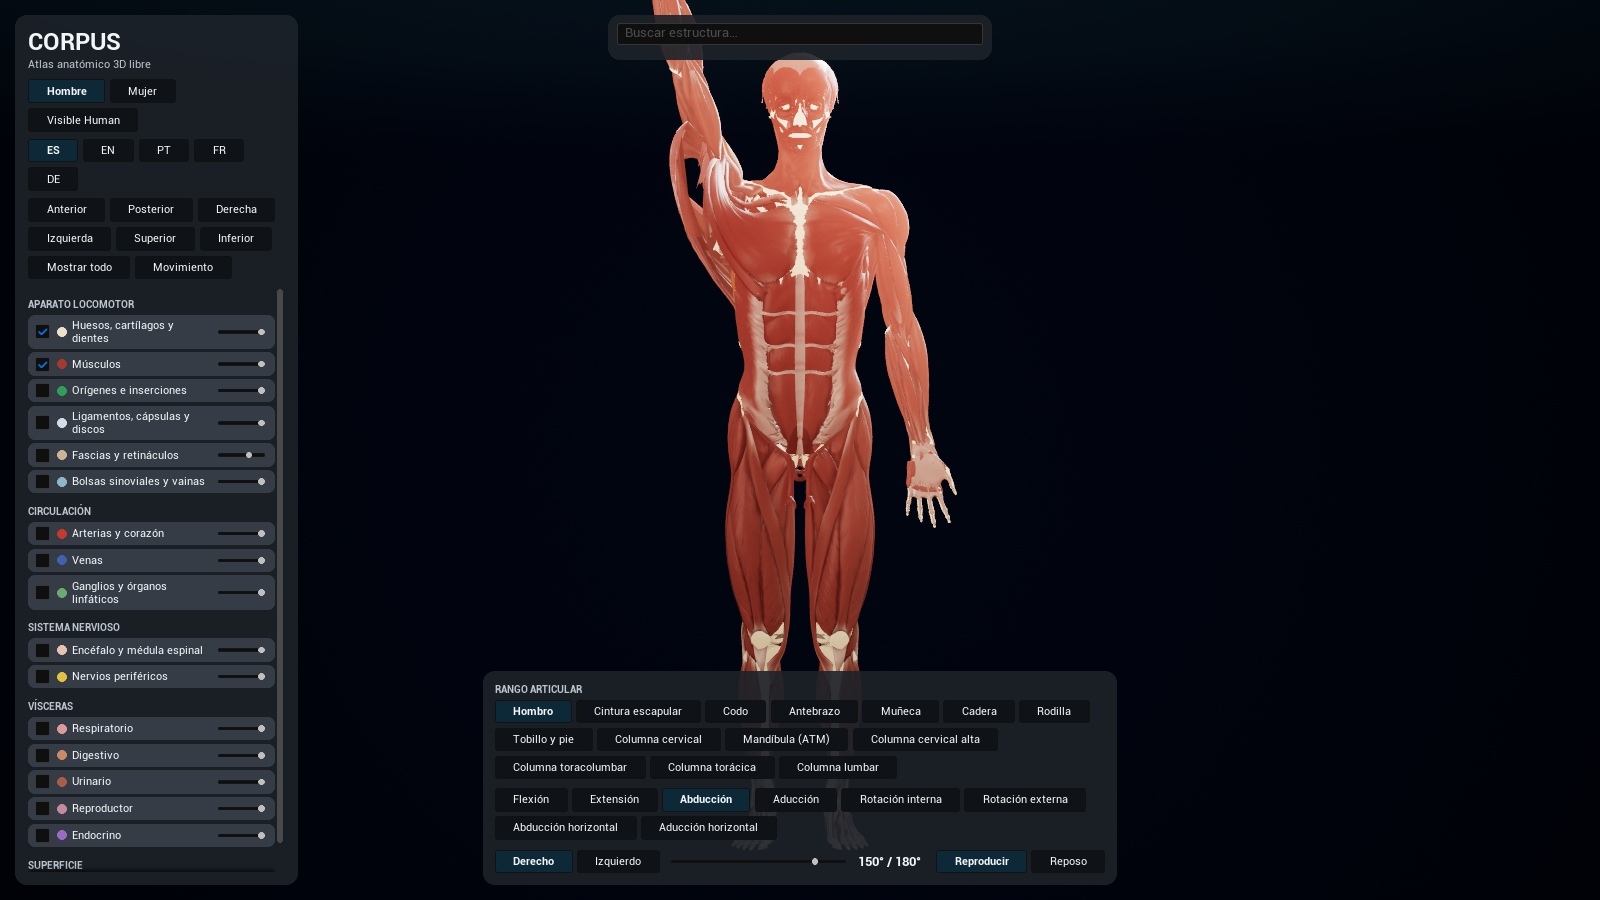 CORPUS
Atlas anatómico 3D libre
Hombre Mujer
Visible Human
ES EN PT FR
DE
Anterior Posterior Derecha
Izquierda Superior Inferior
Mostrar todo Movimiento
APARATO LOCOMOTOR
Huesos, cartílagos y
dientes
Músculos
Orígenes e inserciones
Ligamentos, cápsulas y
discos
Fascias y retináculos
Bolsas sinoviales y vainas
CIRCULACIÓN
Arterias y corazón
Venas
Ganglios y órganos
linfáticos
SISTEMA NERVIOSO
Encéfalo y médula espinal
Nervios periféricos
VÍSCERAS
Respiratorio
Digestivo
Urinario
Reproductor
Endocrino
SUPERFICIE
Buscar estructura...
RANGO ARTICULAR
Hombro Cintura escapular Codo Antebrazo Muñeca Cadera Rodilla
Tobillo y pie Columna cervical Mandíbula (ATM) Columna cervical alta
Columna toracolumbar Columna torácica Columna lumbar
Flexión Extensión Abducción Aducción Rotación interna Rotación externa
Abducción horizontal Aducción horizontal
Derecho Izquierdo 150° / 180° Reproducir Reposo